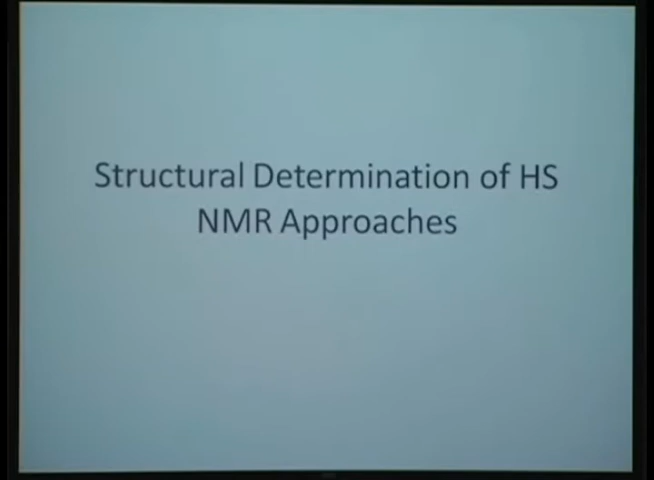 Structural Determination of HS
NMR Approaches